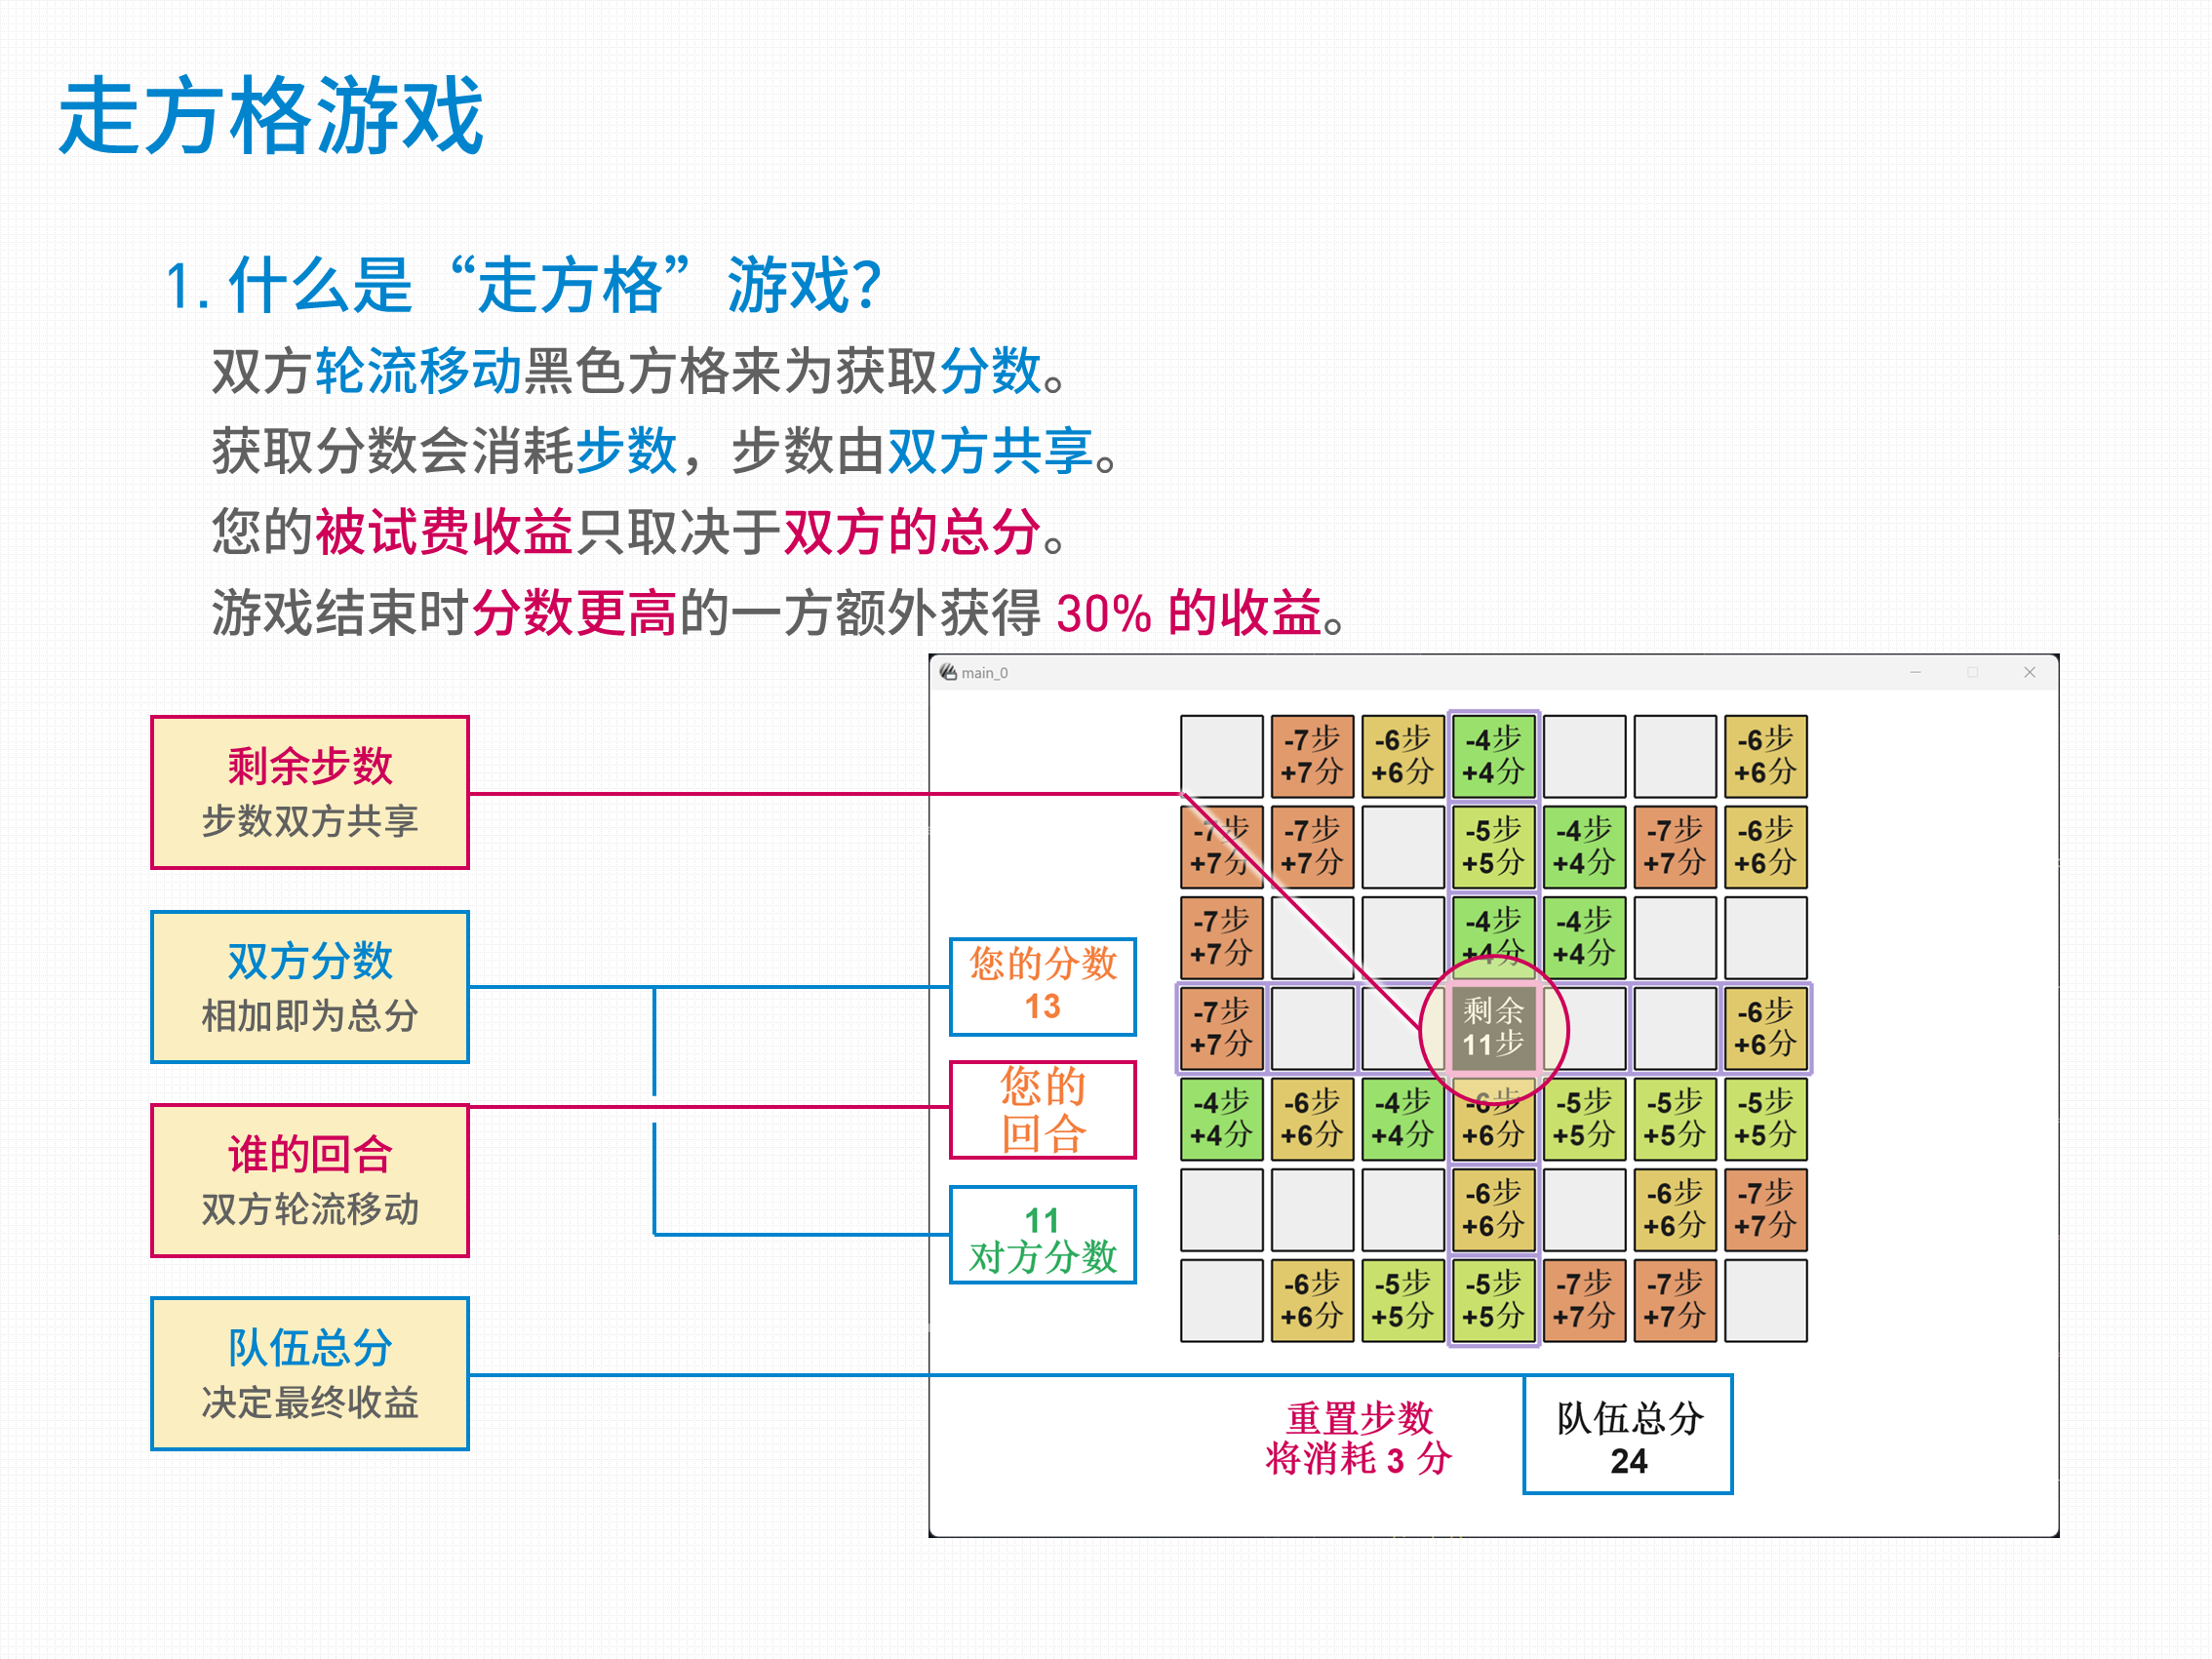 走方格游戏
1. 什么是“走方格”游戏？
双方轮流移动黑色方格来为获取分数。
获取分数会消耗步数，步数由双方共享。
您的被试费收益只取决于双方的总分。
游戏结束时分数更高的一方额外获得 30% 的收益。
剩余步数
步数双方共享
双方分数
相加即为总分
谁的回合
双方轮流移动
队伍总分
决定最终收益
main_0
您的分数
13
您的
回合
11
对方分数
-7步 -6步 -4步 -6步
+7分 +6分 +4分 +6分
-7步 -7步 -5步 -4步 -7步 -6步
+7分 +7分 +5分 +4分 +7分 +6分
-7步 -4步 -4步
+7分 +4分 +4分
-7步 剩余 -6步
+7分 11步 +6分
-4步 -6步 -4步 -6步 -5步 -5步 -5步
+4分 +6分 +4分 +6分 +5分 +5分 +5分
-6步 -6步 -7步
+6分 +6分 +7分
-6步 -5步 -5步 -7步 -7步
+6分 +5分 +5分 +7分 +7分
重置步数
将消耗 3 分
队伍总分
24